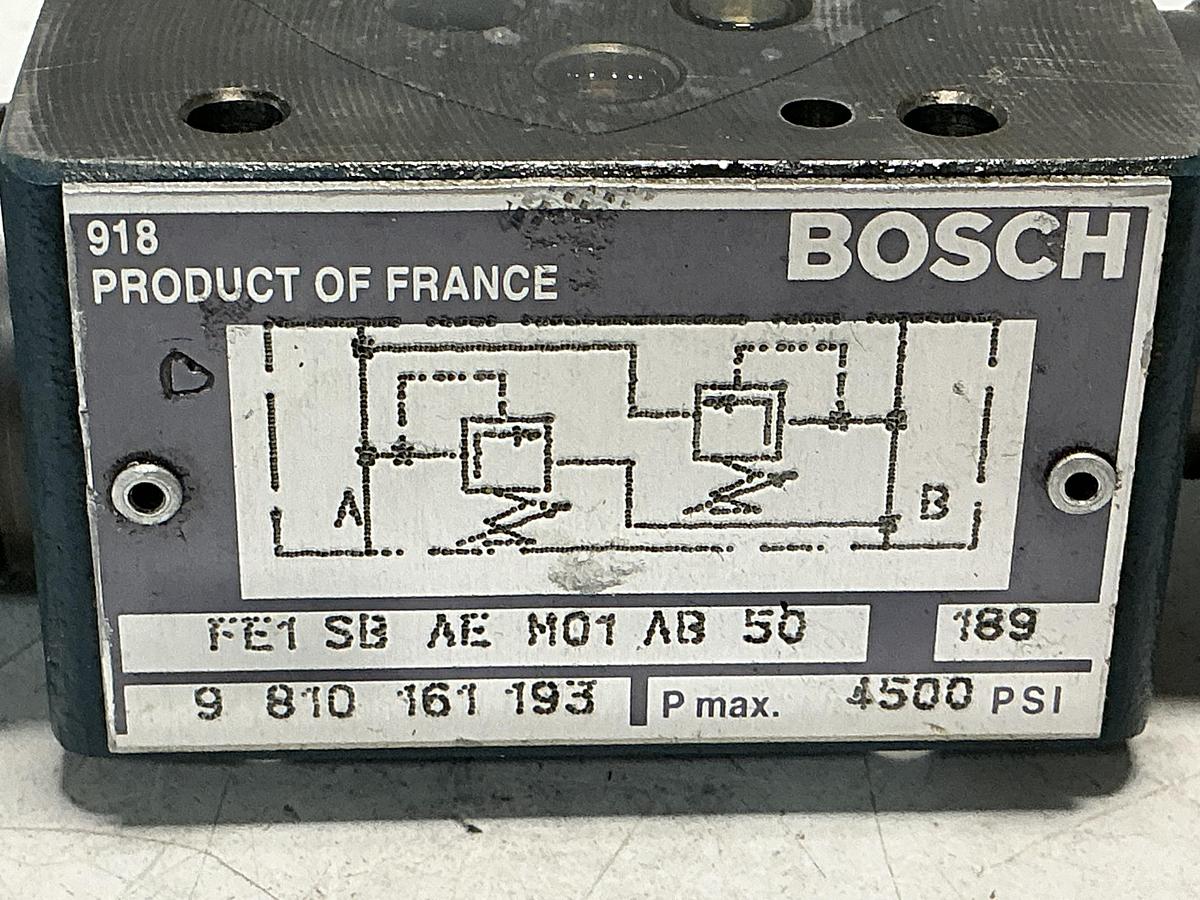 918
BOSCH
PRODUCT OF FRANCE
A
B
FE1 SB AE M01 AB 50
189
9 810 161 193
P max. 4500 PSI